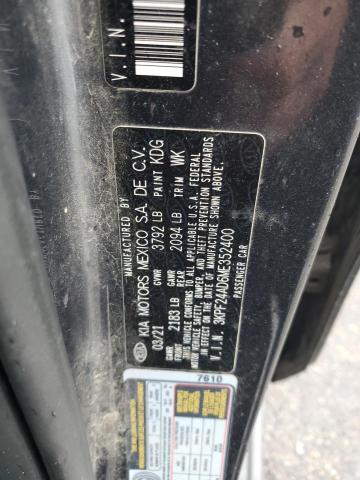 V.I.N.
MANUFACTURED BY
KIA MOTORS MEXICO S.A. DE C.V.
03/21 GVWR 3792 LB PAINT KDG
GAWR FRONT 2183 LB GAWR REAR 2094 LB TRIM WK
THIS VEHICLE CONFORMS TO ALL APPLICABLE U.S.A. FEDERAL
MOTOR VEHICLE SAFETY, BUMPER, AND THEFT PREVENTION STANDARDS
IN EFFECT ON THE DATE OF MANUFACTURE SHOWN ABOVE.
V.I.N. 3KPF24AD6ME352400
PASSENGER CAR
7610